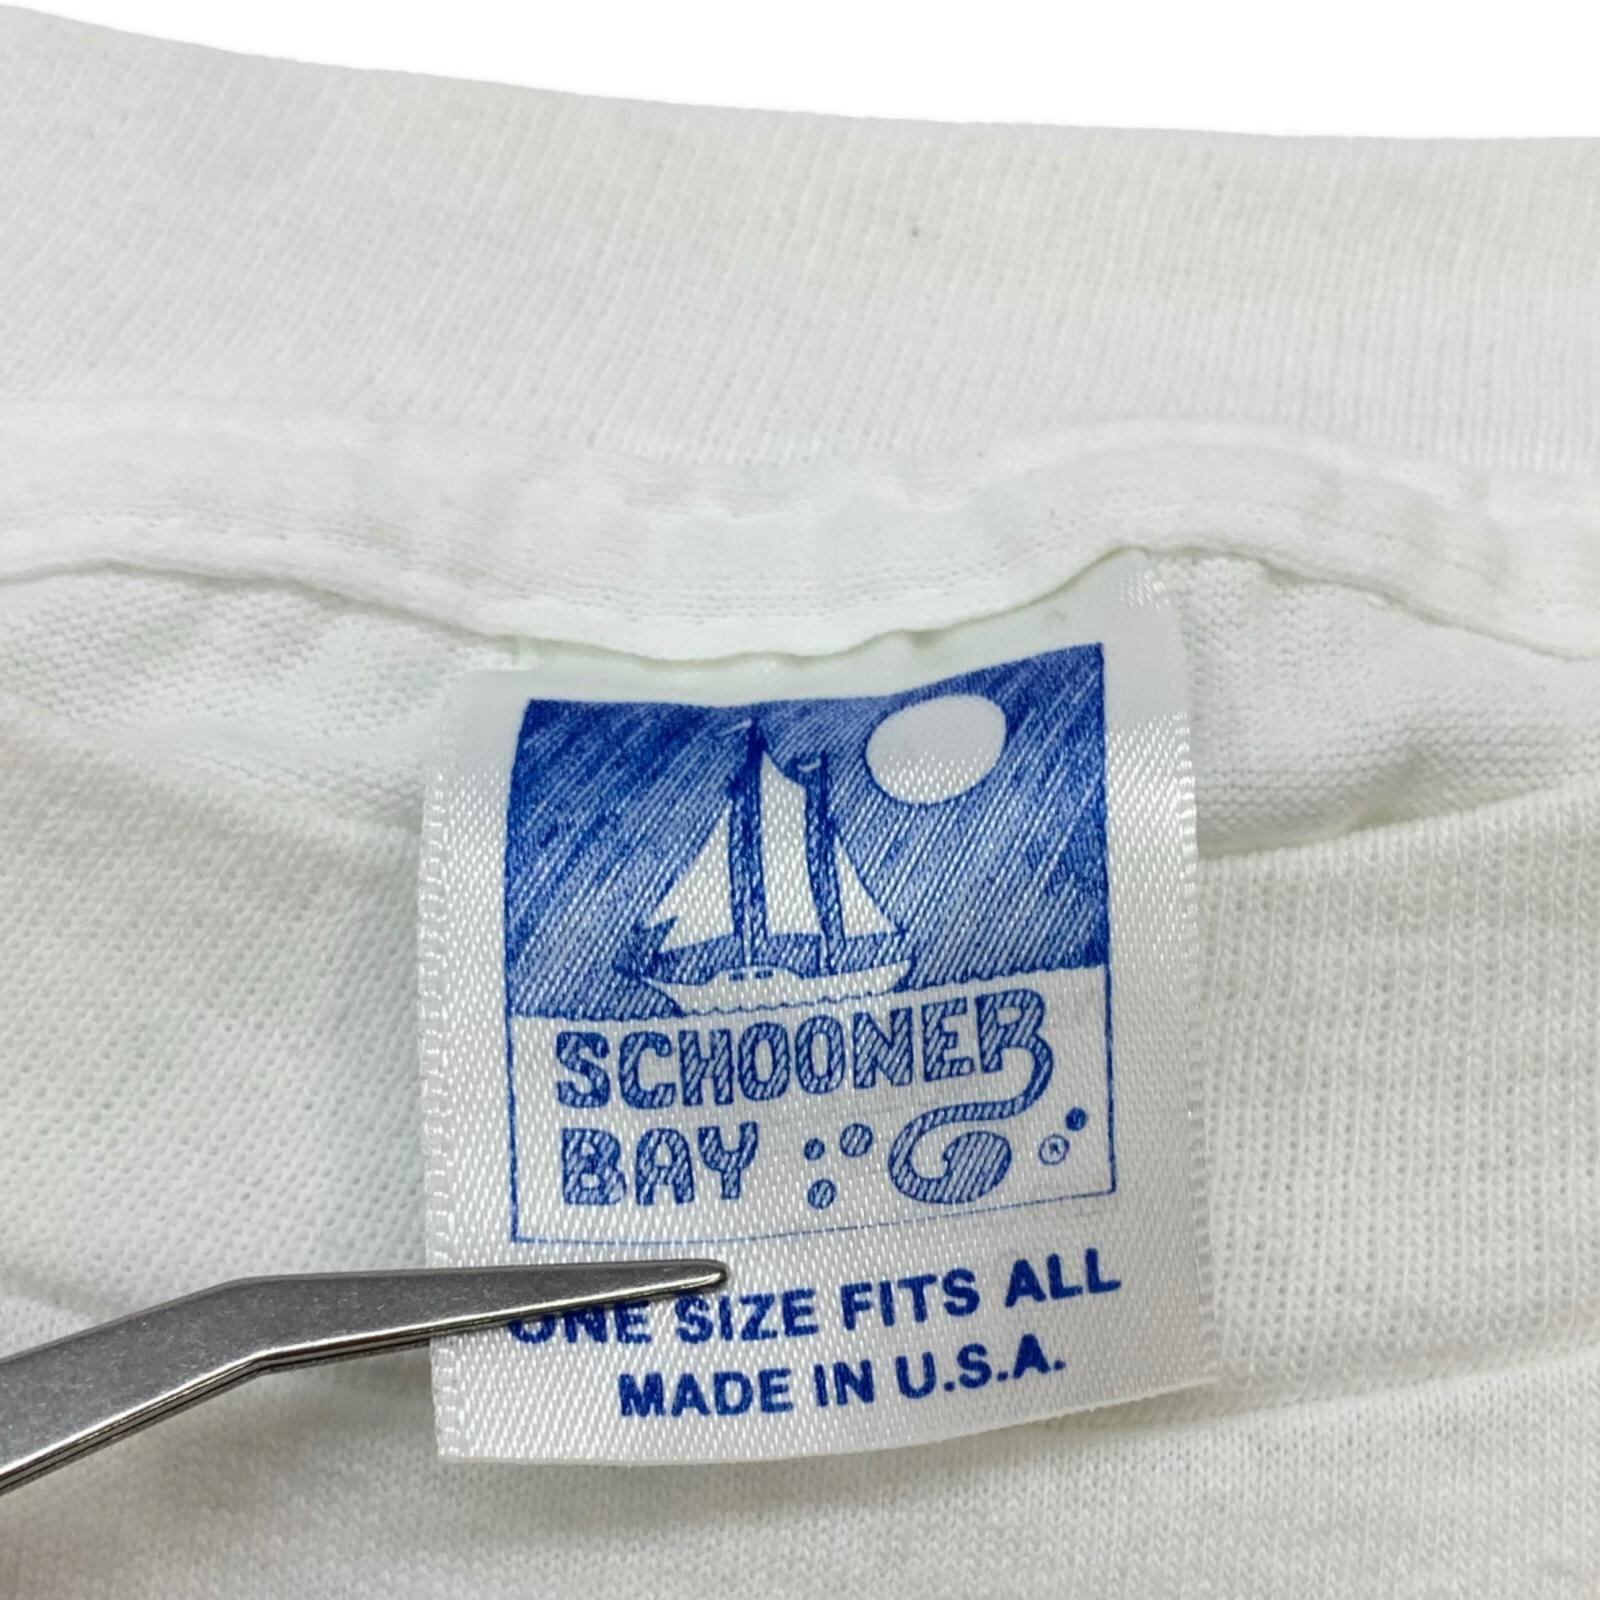 SCHOONER
BAY ®
ONE SIZE FITS ALL
MADE IN U.S.A.